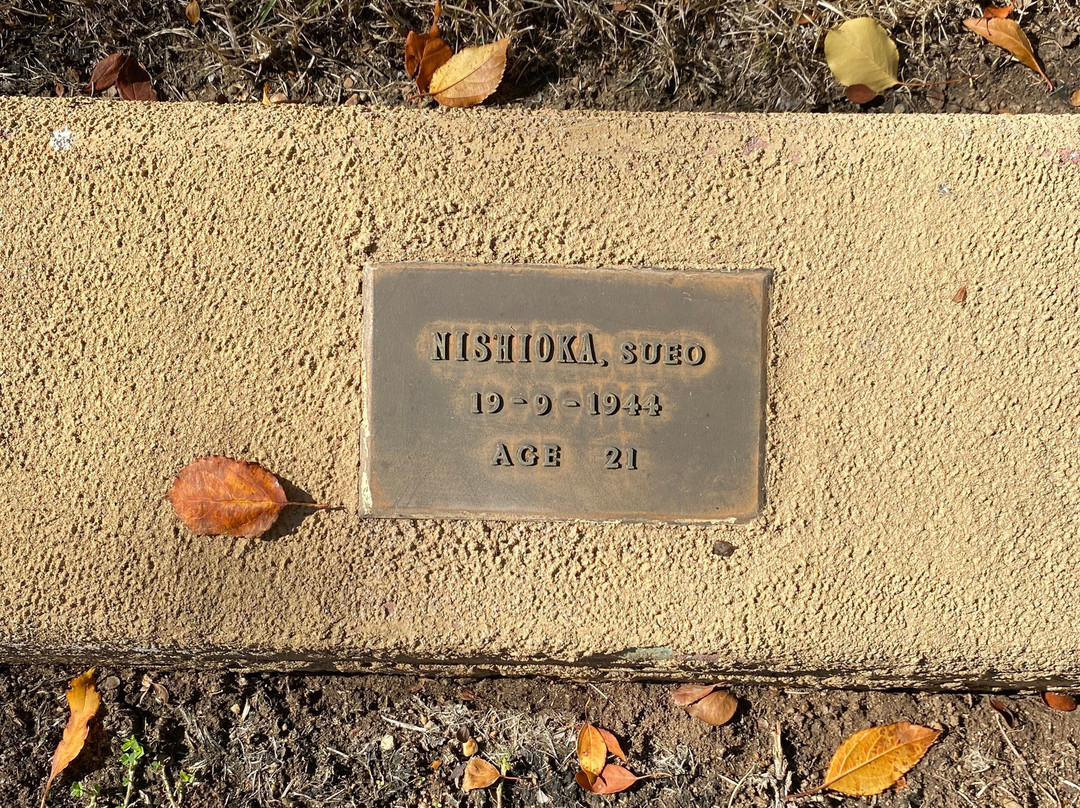 NISHIOKA, SUEO
19-9-1944
AGE 21